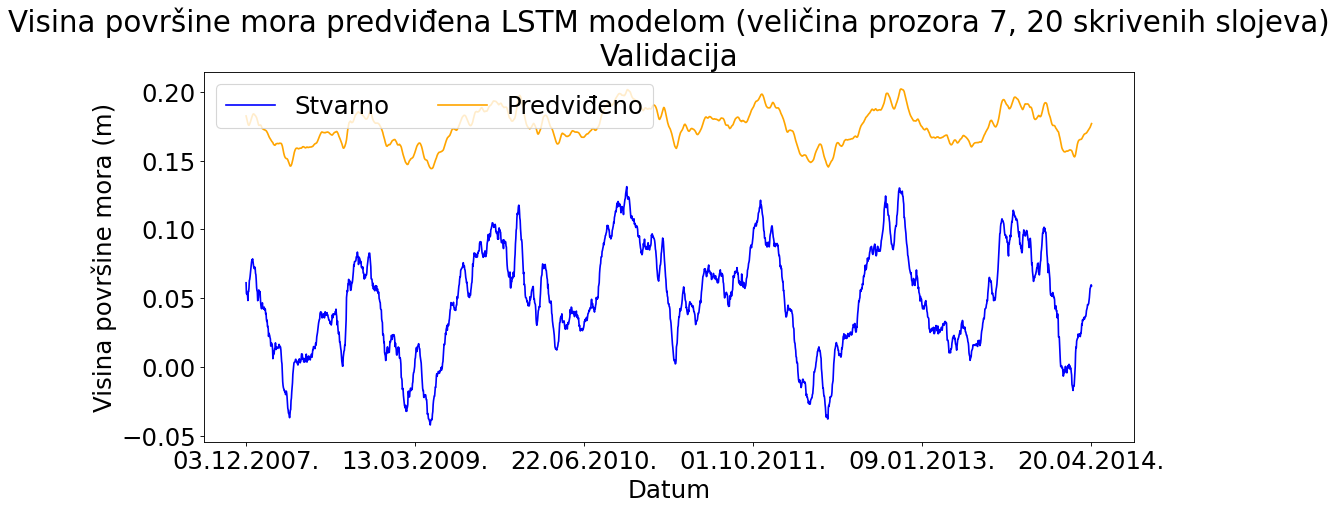 Visina površine mora predviđena LSTM modelom (veličina prozora 7, 20 skrivenih slojeva)
Validacija
Stvarno
Predviđeno
Visina površine mora (m)
0.20
0.15
0.10
0.05
0.00
−0.05
03.12.2007.
13.03.2009.
22.06.2010.
01.10.2011.
09.01.2013.
20.04.2014.
Datum